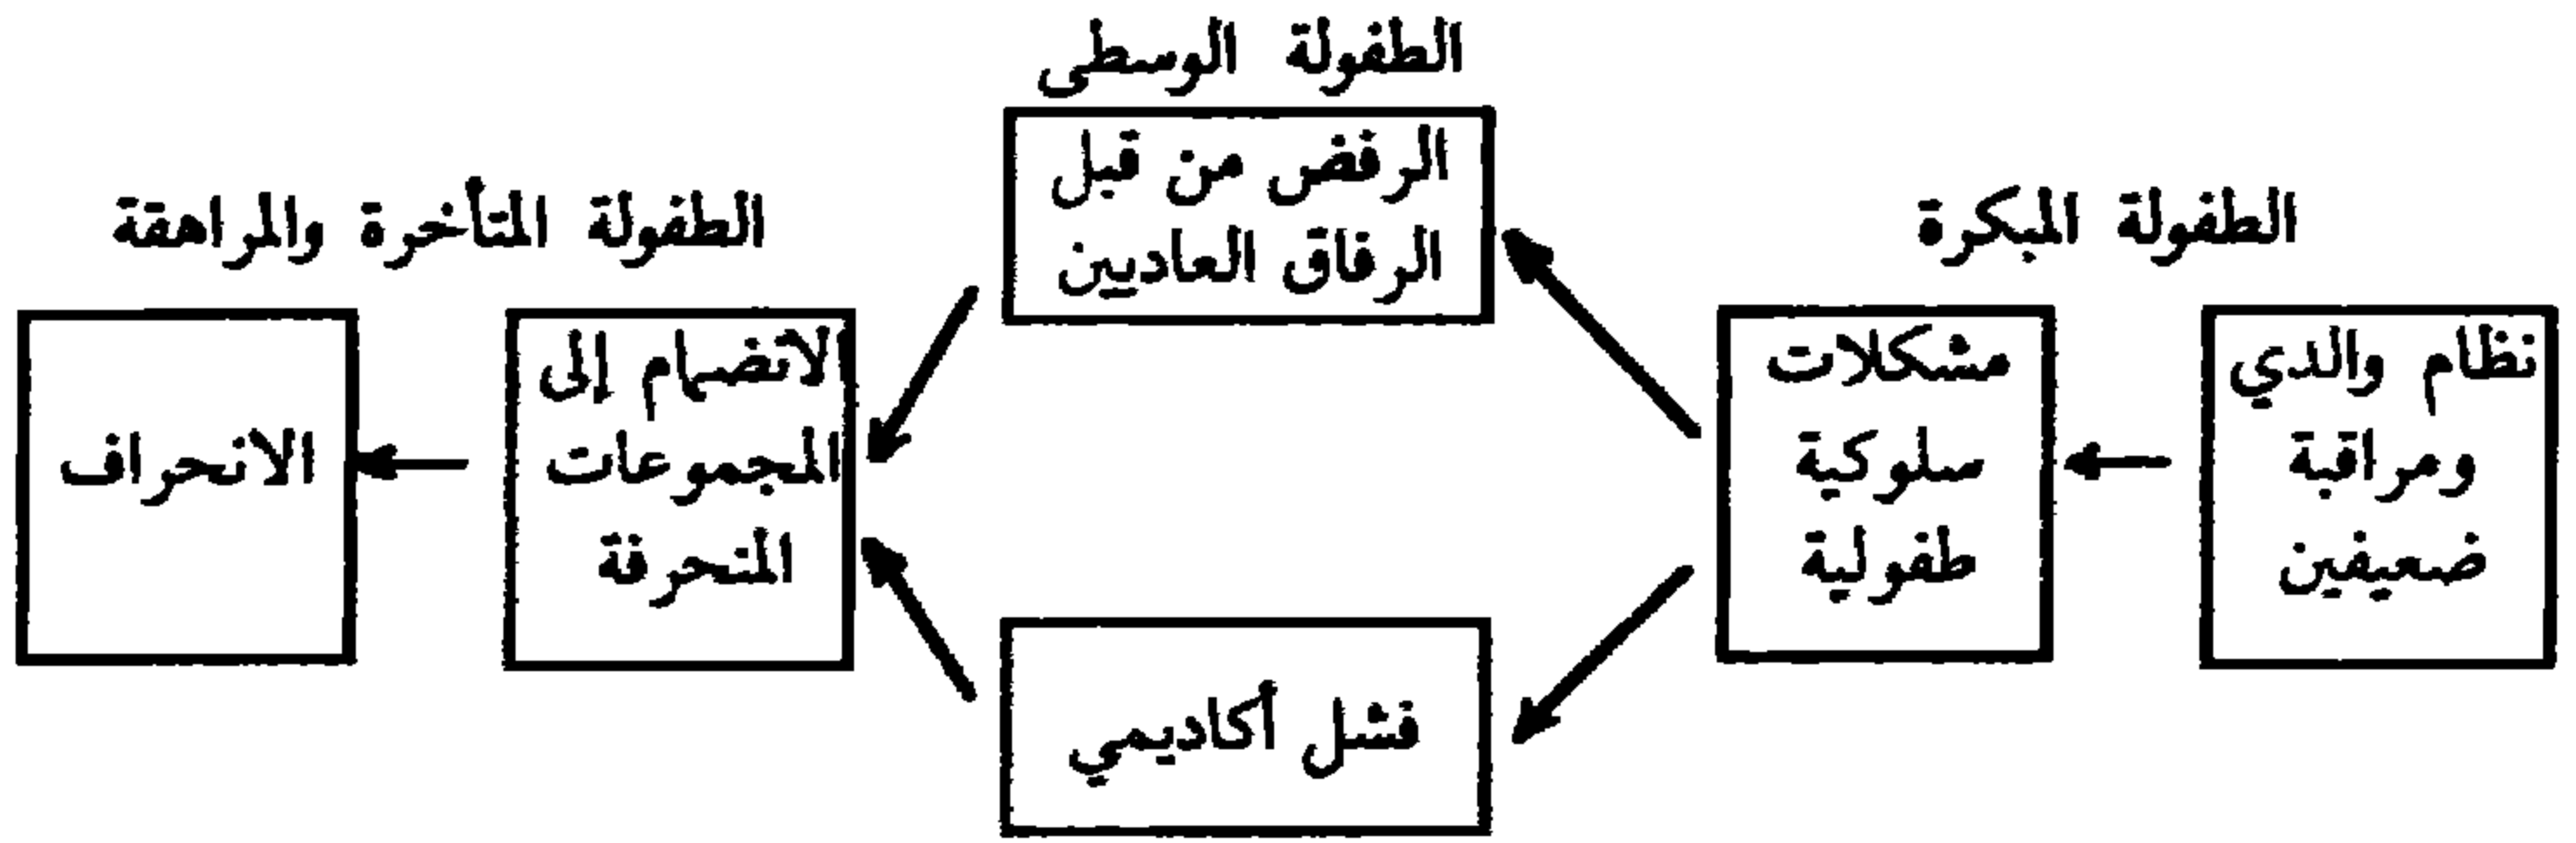 الطفولة المبكرة
نظام والدي
ومراقبة
ضعيفين
مشكلات
سلوكية
طفولية
الطفولة الوسطى
الرفض من قبل
الرفاق العاديين
فشل أكاديمي
الطفولة المتأخرة والمراهقة
الانضمام إلى
المجموعات
المنحرفة
الانحراف